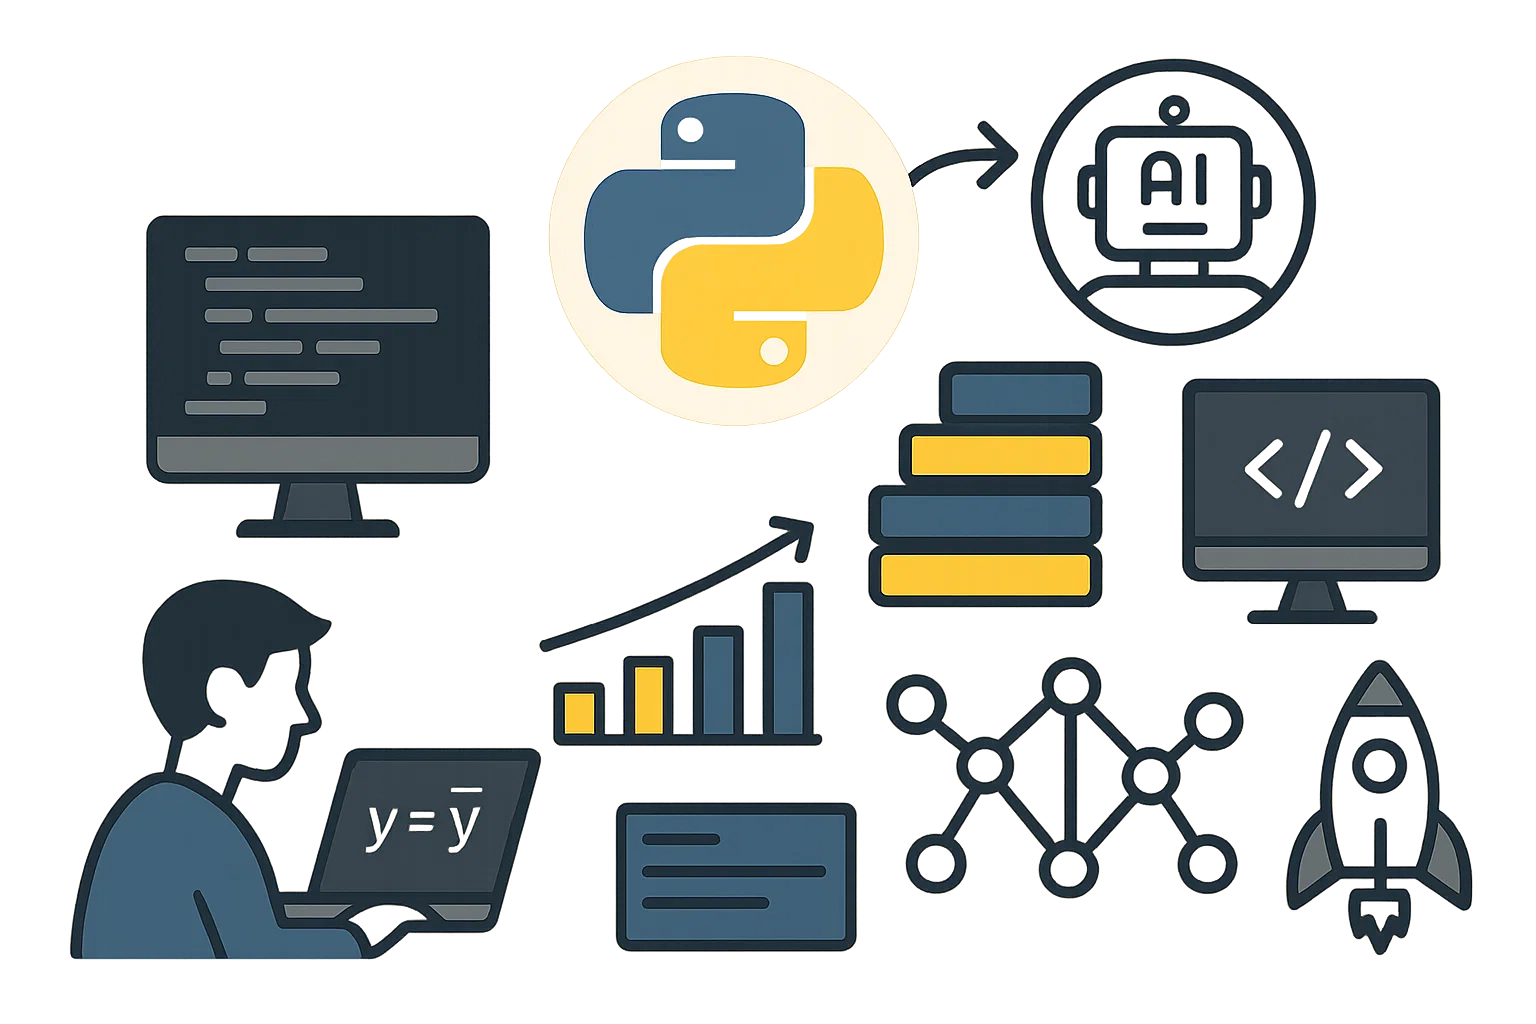 AI
</>
y = ȳ